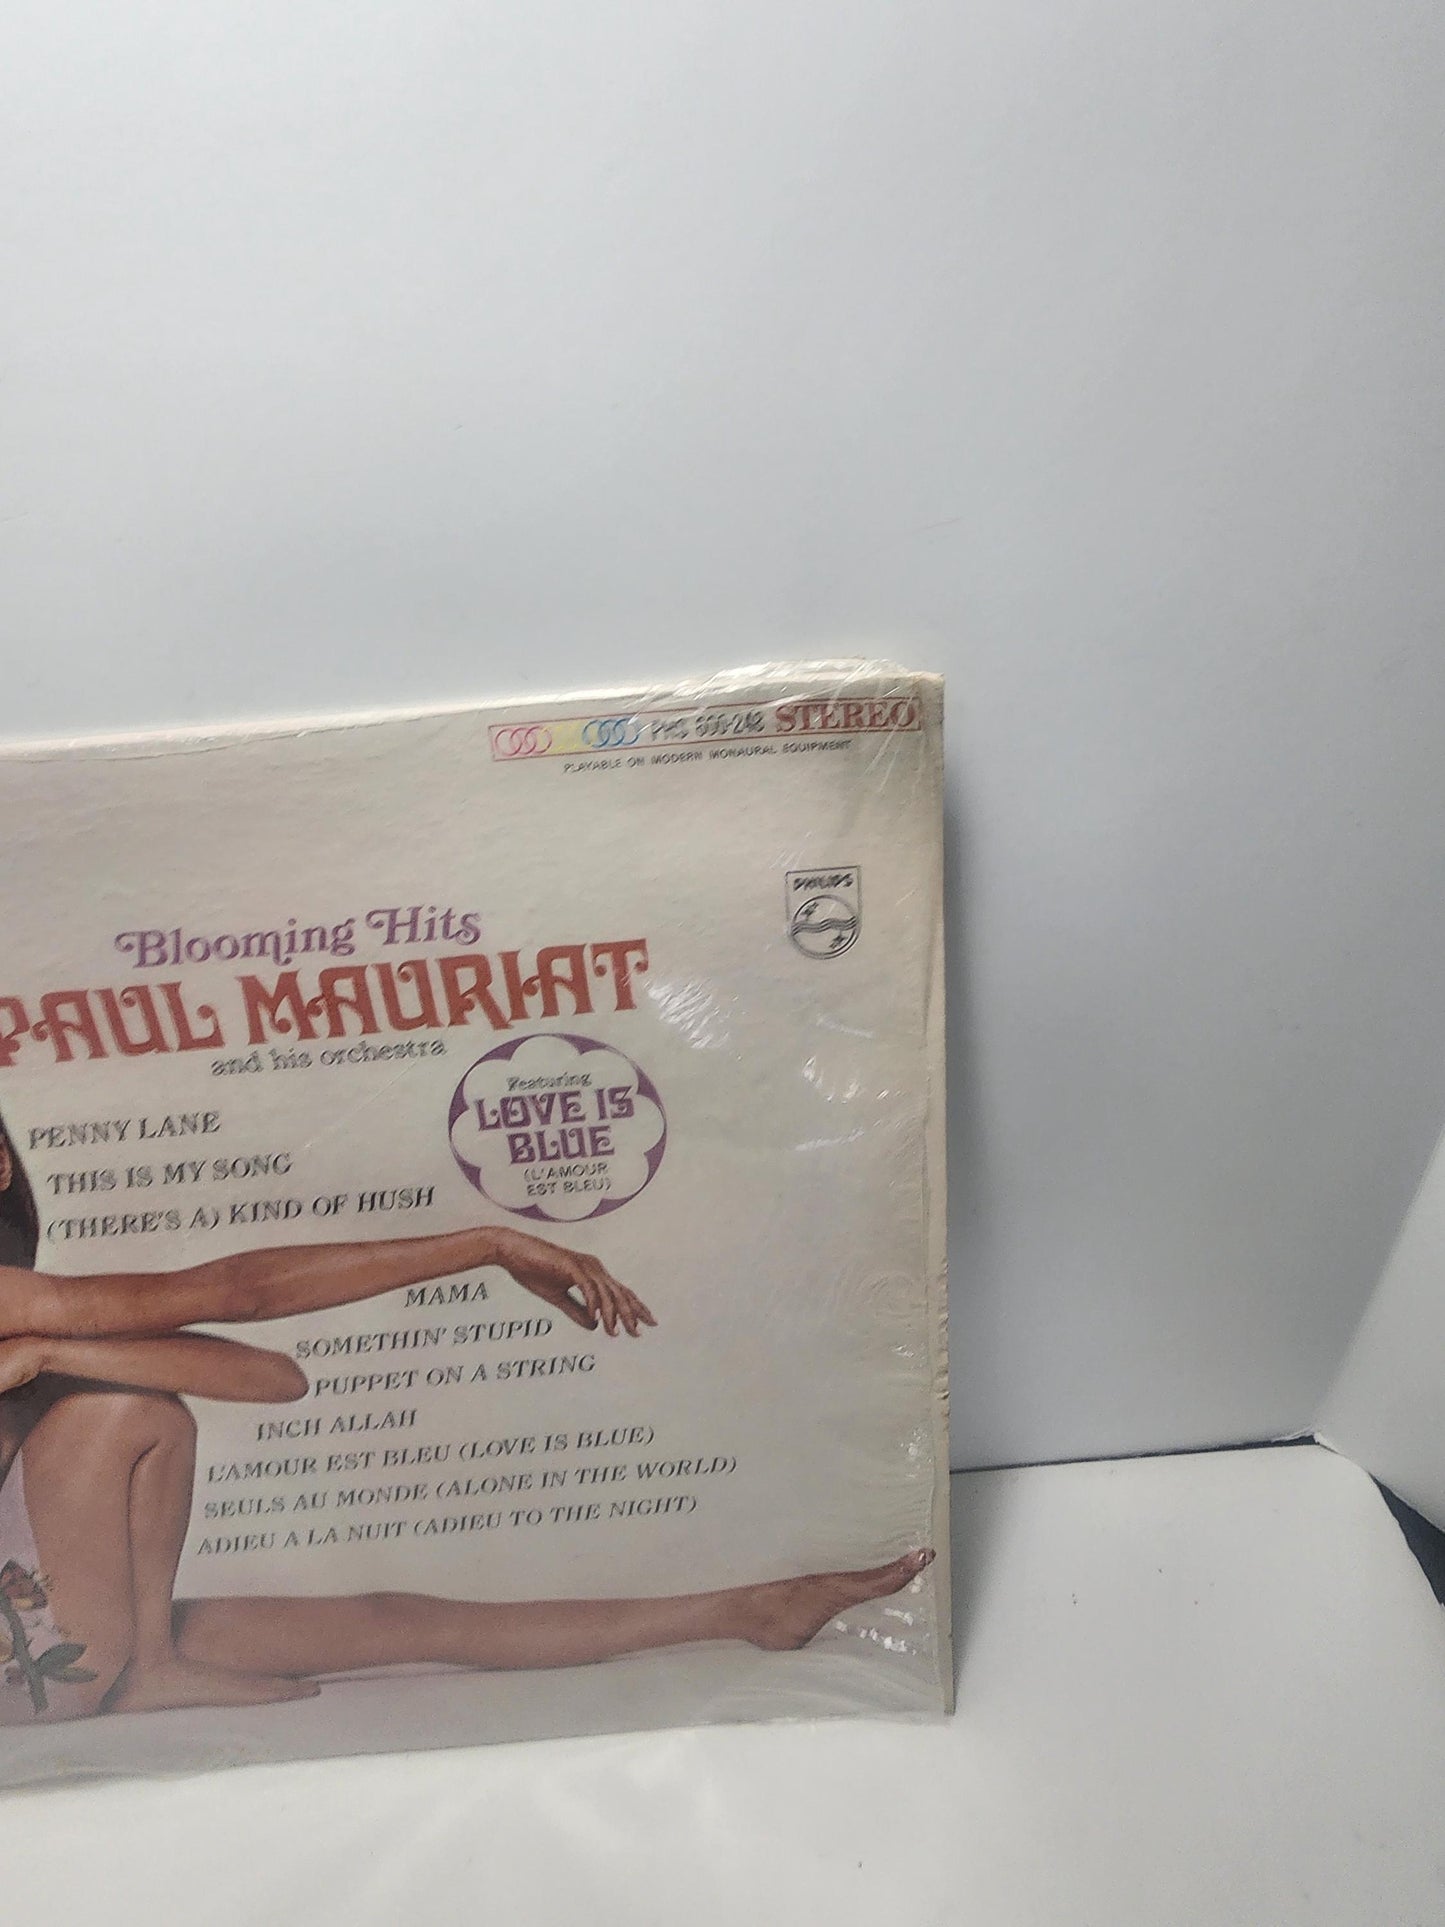 PHS 600-248 STEREO
PLAYABLE ON MODERN MONAURAL EQUIPMENT
PHILIPS
Blooming Hits
PAUL MAURIAT
and his orchestra
Featuring
LOVE IS
BLUE
(L'AMOUR
EST BLEU)
PENNY LANE
THIS IS MY SONG
(THERE'S A) KIND OF HUSH
MAMA
SOMETHIN' STUPID
PUPPET ON A STRING
INCH ALLAH
L'AMOUR EST BLEU (LOVE IS BLUE)
SEULS AU MONDE (ALONE IN THE WORLD)
ADIEU A LA NUIT (ADIEU TO THE NIGHT)